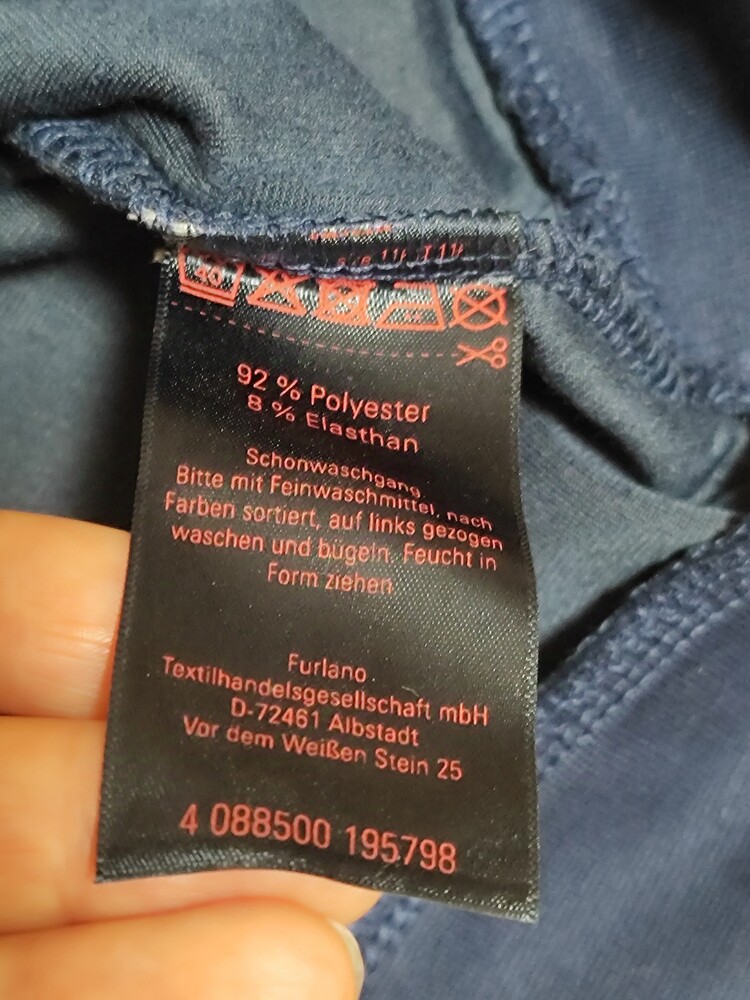 40
92 % Polyester
8 % Elasthan
Schonwaschgang
Bitte mit Feinwaschmittel, nach
Farben sortiert, auf links gezogen
waschen und bügeln. Feucht in
Form ziehen
Furlano
Textilhandelsgesellschaft mbH
D-72461 Albstadt
Vor dem Weißen Stein 25
4 088500 195798